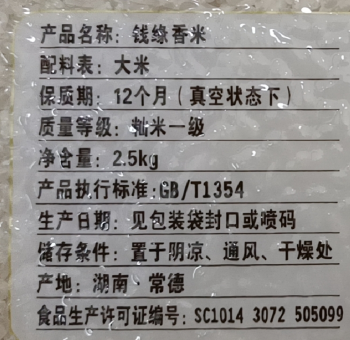 产品名称：钱缘香米
配料表：大米
保质期：12个月（真空状态下）
质量等级：籼米一级
净含量：2.5kg
产品执行标准：GB/T1354
生产日期：见包装袋封口或喷码
储存条件：置于阴凉、通风、干燥处
产地：湖南·常德
食品生产许可证编号：SC1014 3072 505099